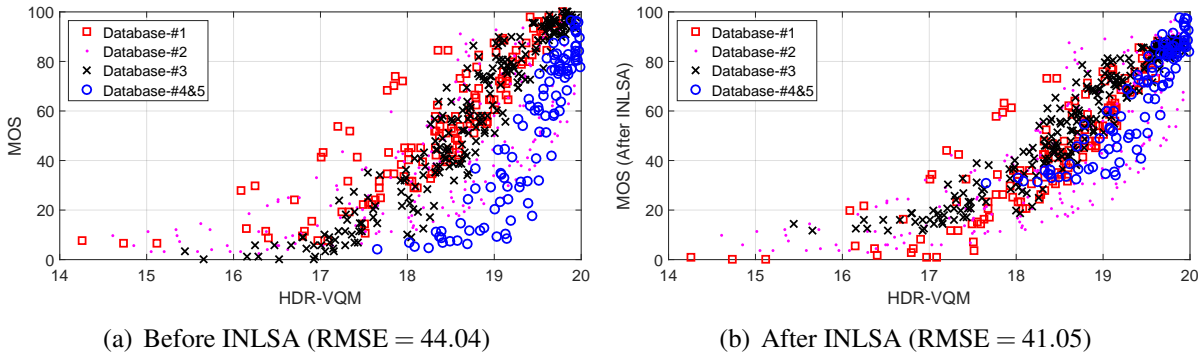 100
80
60
40
20
0
MOS
Database-#1
Database-#2
Database-#3
Database-#4&5
14 15 16 17 18 19 20
HDR-VQM
(a) Before INLSA (RMSE = 44.04)
100
80
60
40
20
0
MOS (After INLSA)
Database-#1
Database-#2
Database-#3
Database-#4&5
14 15 16 17 18 19 20
HDR-VQM
(b) After INLSA (RMSE = 41.05)